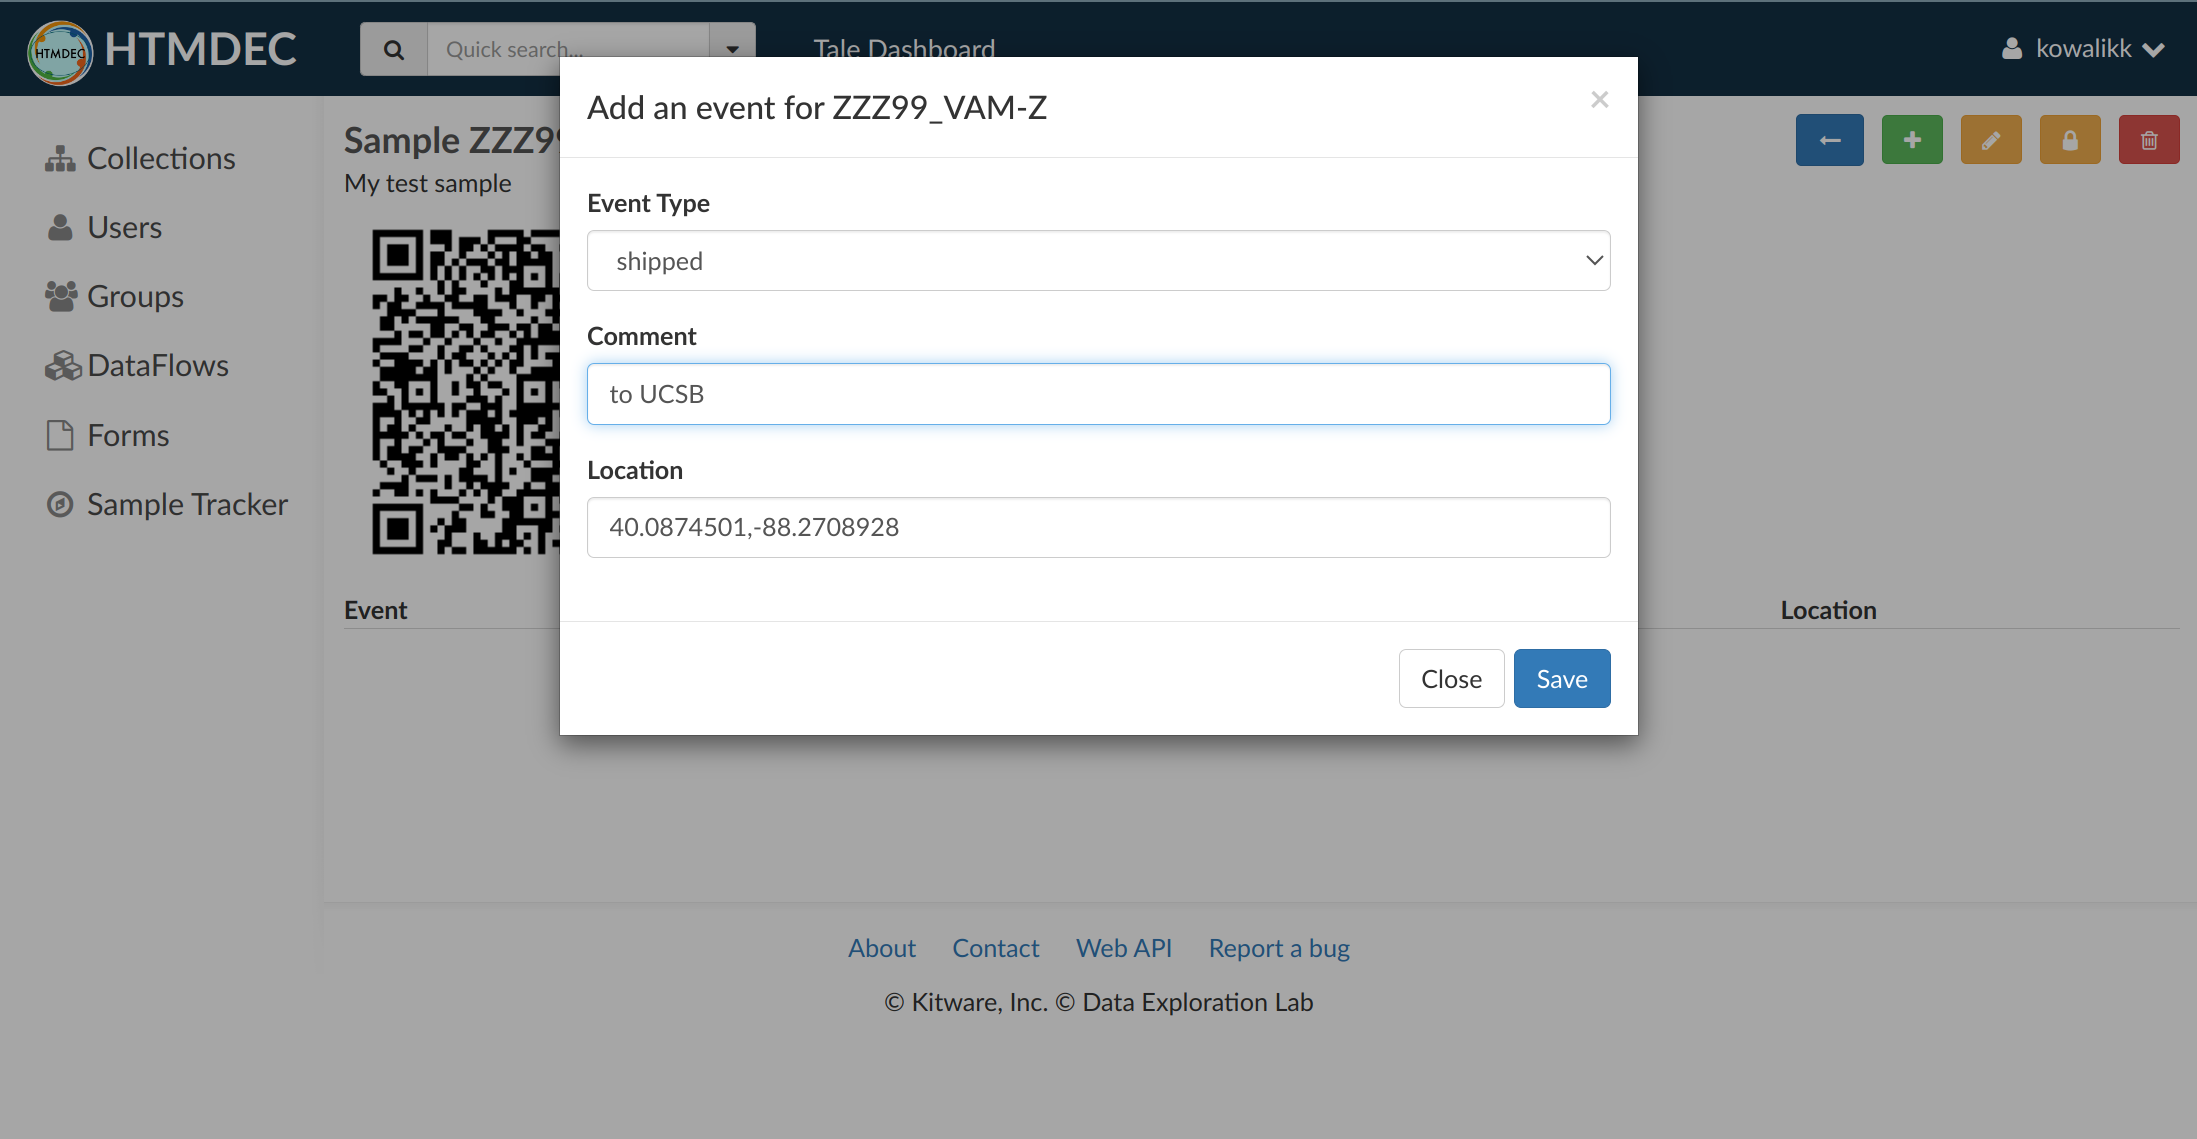 HTMDEC
HTMDEC
Quick search...
Tale Dashboard
kowalikk
Collections
Users
Groups
DataFlows
Forms
Sample Tracker
Sample ZZZ99
My test sample
Add an event for ZZZ99_VAM-Z
×
Event Type
shipped
Comment
to UCSB
Location
40.0874501,-88.2708928
Close
Save
Event
Location
About
Contact
Web API
Report a bug
© Kitware, Inc. © Data Exploration Lab